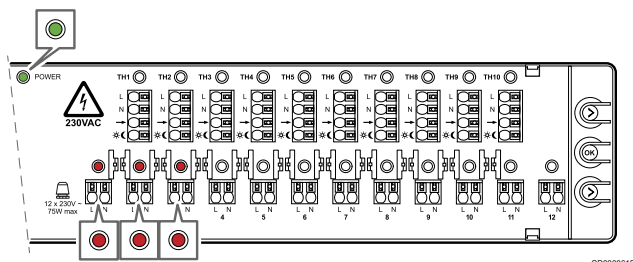 POWER
TH1 TH2 TH3 TH4 TH5 TH6 TH7 TH8 TH9 TH10
L L L L L L L L L L
N N N N N N N N N N
230VAC
OK
12 x 230V ~
75W max
L N L N L N L N L N L N L N L N L N L N L N L N
4 5 6 7 8 9 10 11 12